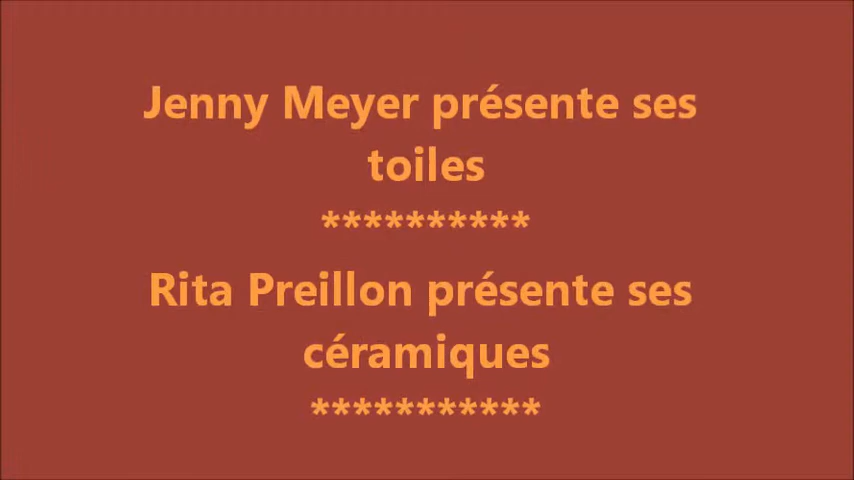 Jenny Meyer présente ses
toiles
**********
Rita Preillon présente ses
céramiques
***********